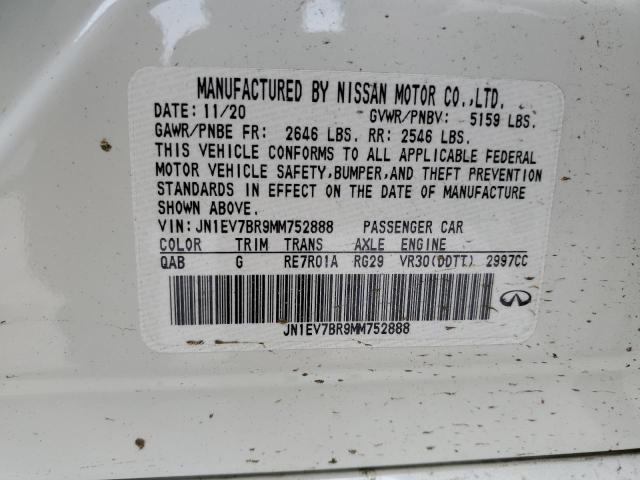 MANUFACTURED BY NISSAN MOTOR CO.,LTD.
DATE: 11/20 GVWR/PNBV: 5159 LBS.
GAWR/PNBE FR: 2646 LBS. RR: 2546 LBS.
THIS VEHICLE CONFORMS TO ALL APPLICABLE FEDERAL
MOTOR VEHICLE SAFETY,BUMPER,AND THEFT PREVENTION
STANDARDS IN EFFECT ON THE DATE OF MANUFACTURE
SHOWN ABOVE.
VIN: JN1EV7BR9MM752888 PASSENGER CAR
COLOR TRIM TRANS AXLE ENGINE
QAB G RE7R01A RG29 VR30(DDTT) 2997CC
JN1EV7BR9MM752888